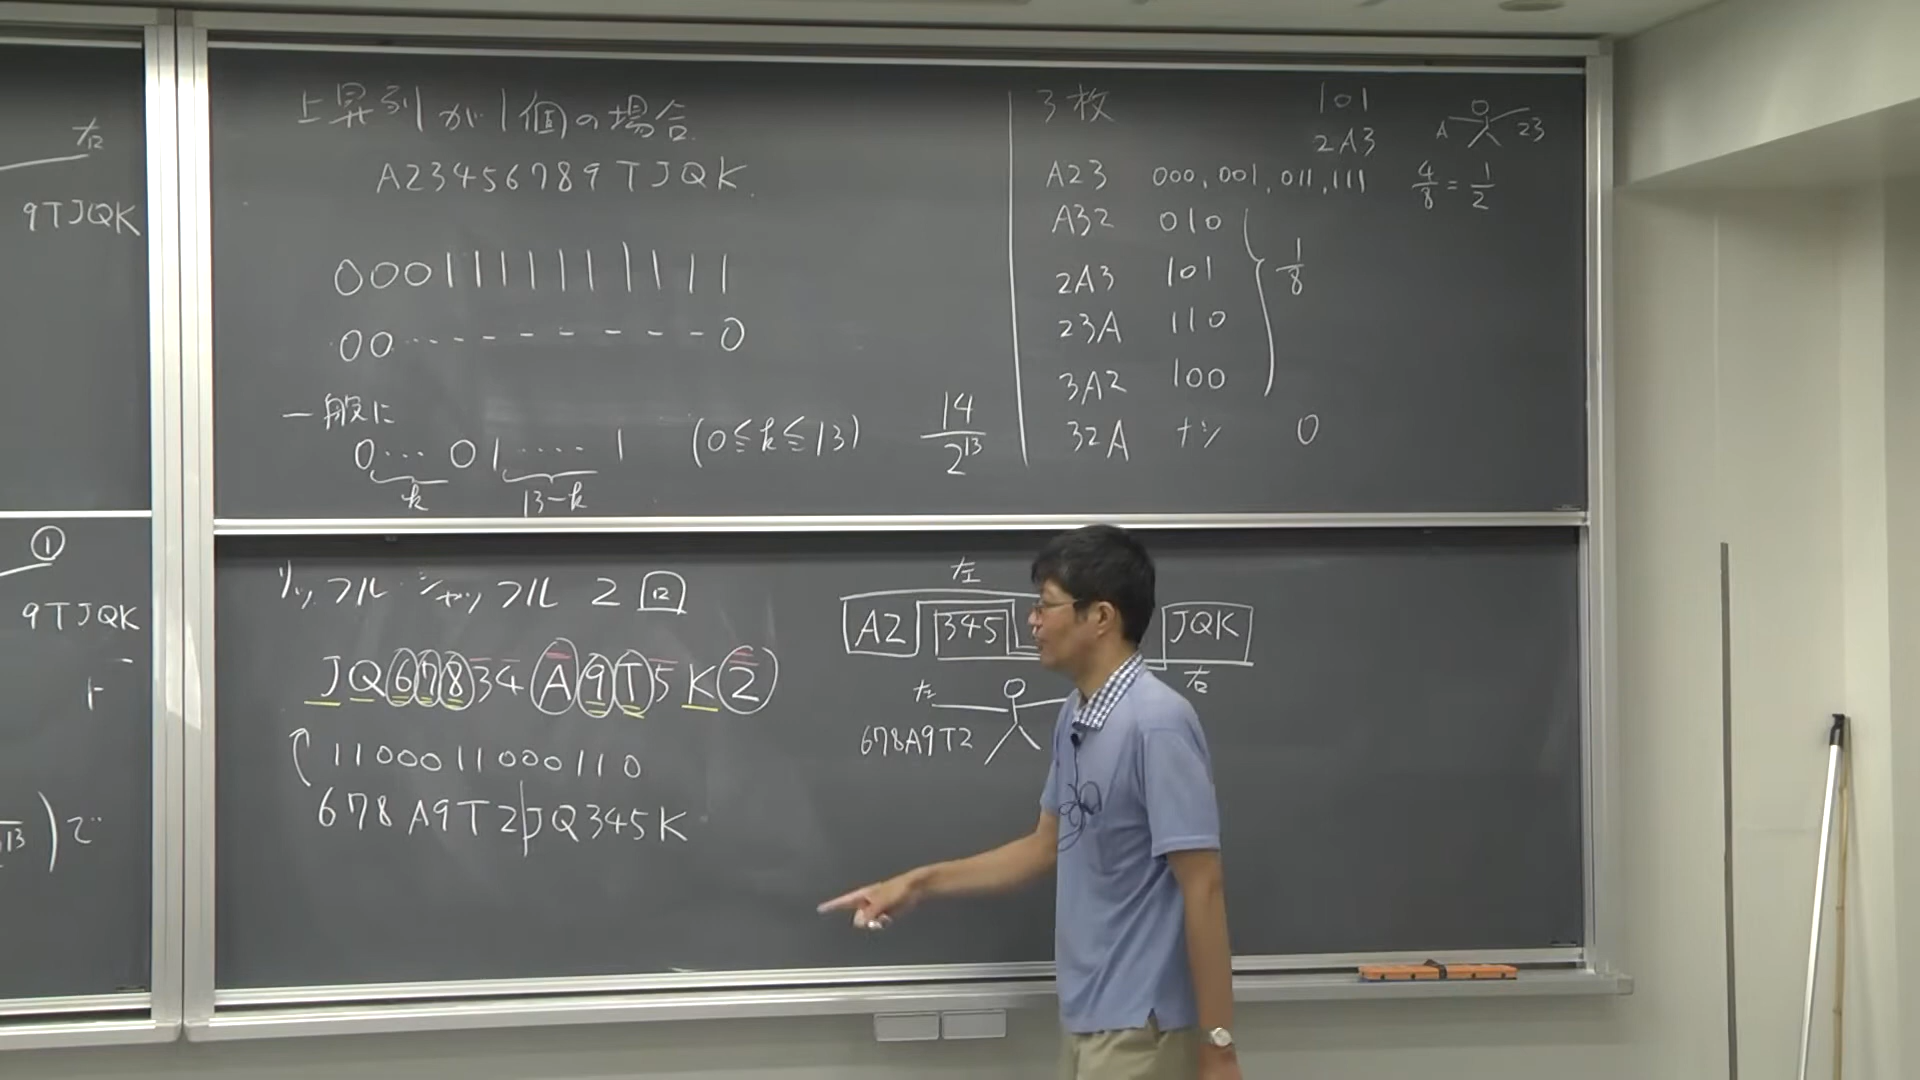 右
9TJQK
①
9TJQK
上昇列が1個の場合
A23456789TJQK.
0001111111111
00·····---------0
一般に
0···01·····1 (0≦k≦13) 14/2^13
k 13-k
3枚
101
2A3
A 23
A23 000, 001, 011, 111 4/8 = 1/2
A32 010
2A3 101
23A 110
3A2 100
1/8
32A ナシ 0
リッフルシャッフル 2回
JQ67834A9T5K2
1100011000110
678A9T2|JQ345K
左
A2 345 JQK
右
左
678A9T2